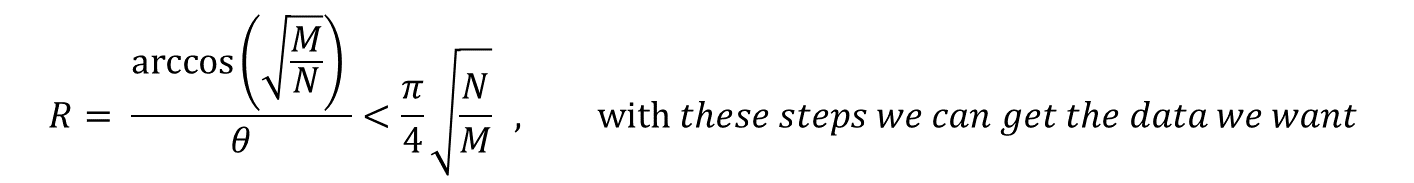 R = arccos(√(M/N)) / θ < π/4 √(N/M) , with these steps we can get the data we want